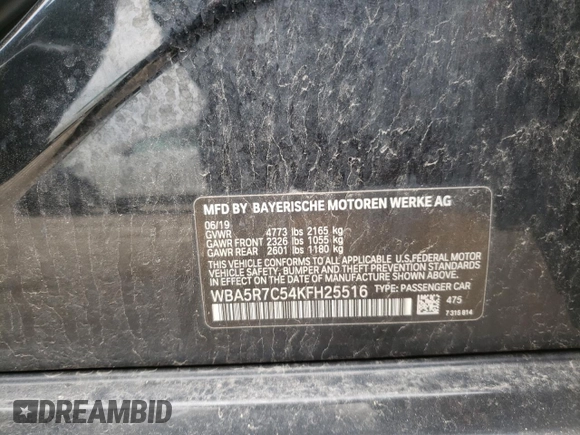 MFD BY BAYERISCHE MOTOREN WERKE AG
06/19
GVWR 4773 lbs 2165 kg
GAWR FRONT 2326 lbs 1055 kg
GAWR REAR 2601 lbs 1180 kg
THIS VEHICLE CONFORMS TO ALL APPLICABLE U.S.FEDERAL MOTOR
VEHICLE SAFETY, BUMPER AND THEFT PREVENTION STANDARDS
IN EFFECT ON THE DATE OF MANUFACTURE SHOWN ABOVE.
WBA5R7C54KFH25516 TYPE: PASSENGER CAR
475
7 315 814
DREAMBID